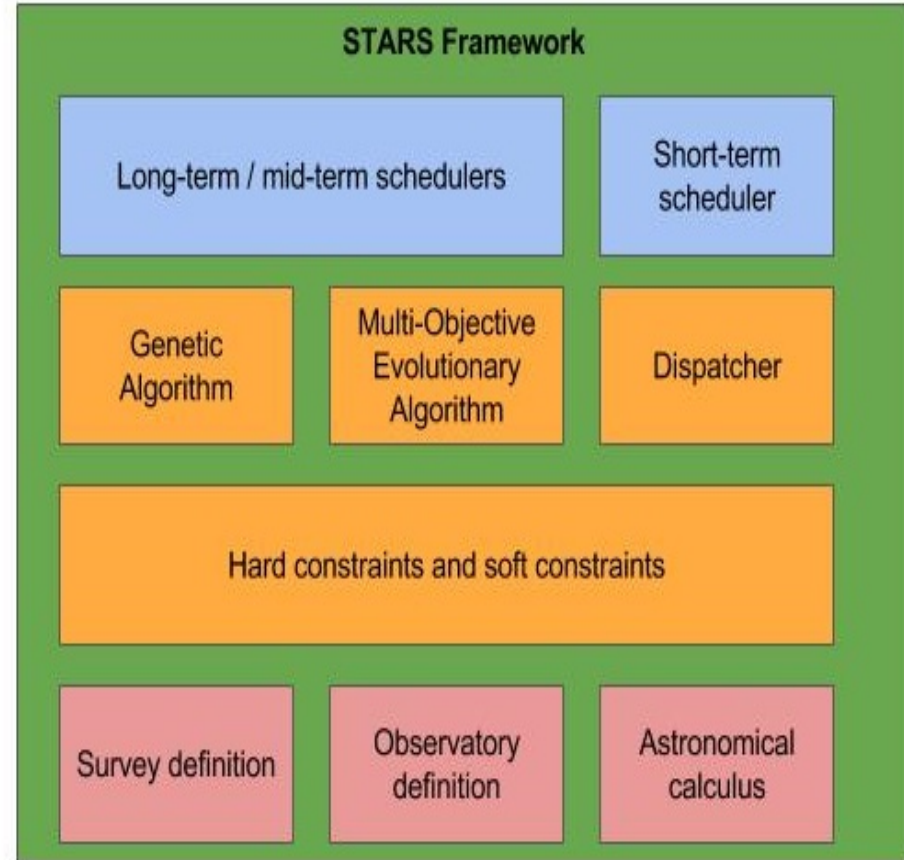 STARS Framework
Long-term / mid-term schedulers
Short-term
scheduler
Genetic
Algorithm
Multi-Objective
Evolutionary
Algorithm
Dispatcher
Hard constraints and soft constraints
Survey definition
Observatory
definition
Astronomical
calculus